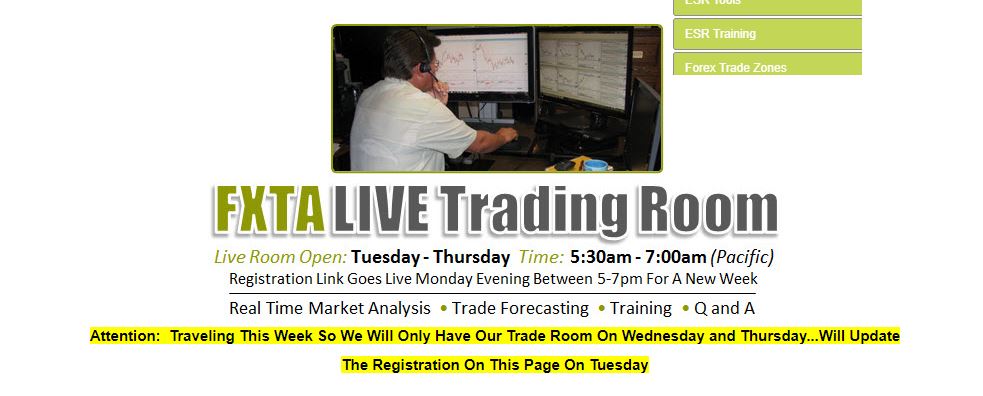 ESR Tools
ESR Training
Forex Trade Zones
FXTA LIVE Trading Room
Live Room Open: Tuesday - Thursday Time: 5:30am - 7:00am (Pacific)
Registration Link Goes Live Monday Evening Between 5-7pm For A New Week
Real Time Market Analysis • Trade Forecasting • Training • Q and A
Attention: Traveling This Week So We Will Only Have Our Trade Room On Wednesday and Thursday...Will Update
The Registration On This Page On Tuesday